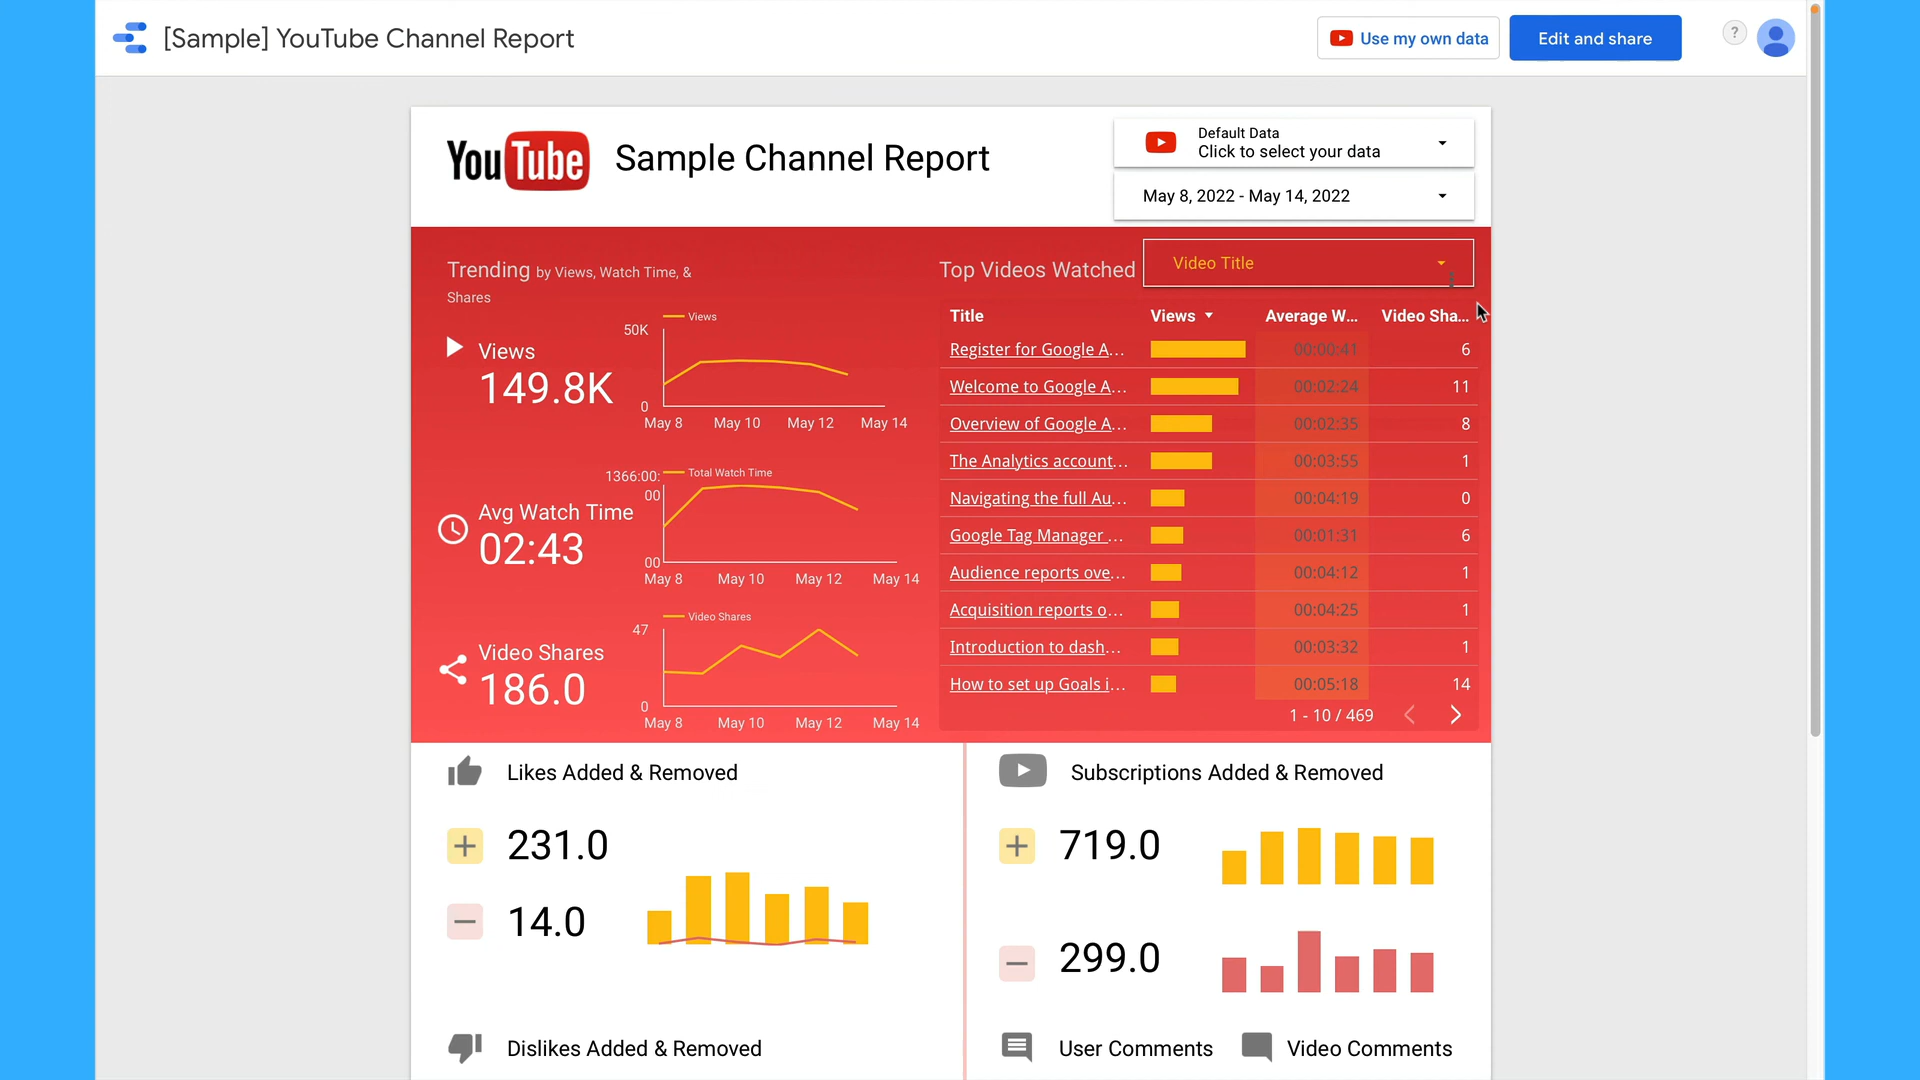 [Sample] YouTube Channel Report
Use my own data
Edit and share
?
YouTube
Sample Channel Report
Default Data
Click to select your data
May 8, 2022 - May 14, 2022
Trending by Views, Watch Time, &
Shares
Views
149.8K
Views
50K
0
May 8 May 10 May 12 May 14
Avg Watch Time
02:43
Total Watch Time
1366:00:
00
00
May 8 May 10 May 12 May 14
Video Shares
186.0
Video Shares
47
0
May 8 May 10 May 12 May 14
Top Videos Watched
Video Title
Title Views Average W... Video Sha...
Register for Google A... 00:00:41 6
Welcome to Google A... 00:02:24 11
Overview of Google A... 00:02:35 8
The Analytics account... 00:03:55 1
Navigating the full Au... 00:04:19 0
Google Tag Manager ... 00:01:31 6
Audience reports ove... 00:04:12 1
Acquisition reports o... 00:04:25 1
Introduction to dash... 00:03:32 1
How to set up Goals i... 00:05:18 14
1 - 10 / 469
Likes Added & Removed
231.0
14.0
Subscriptions Added & Removed
719.0
299.0
Dislikes Added & Removed
User Comments
Video Comments